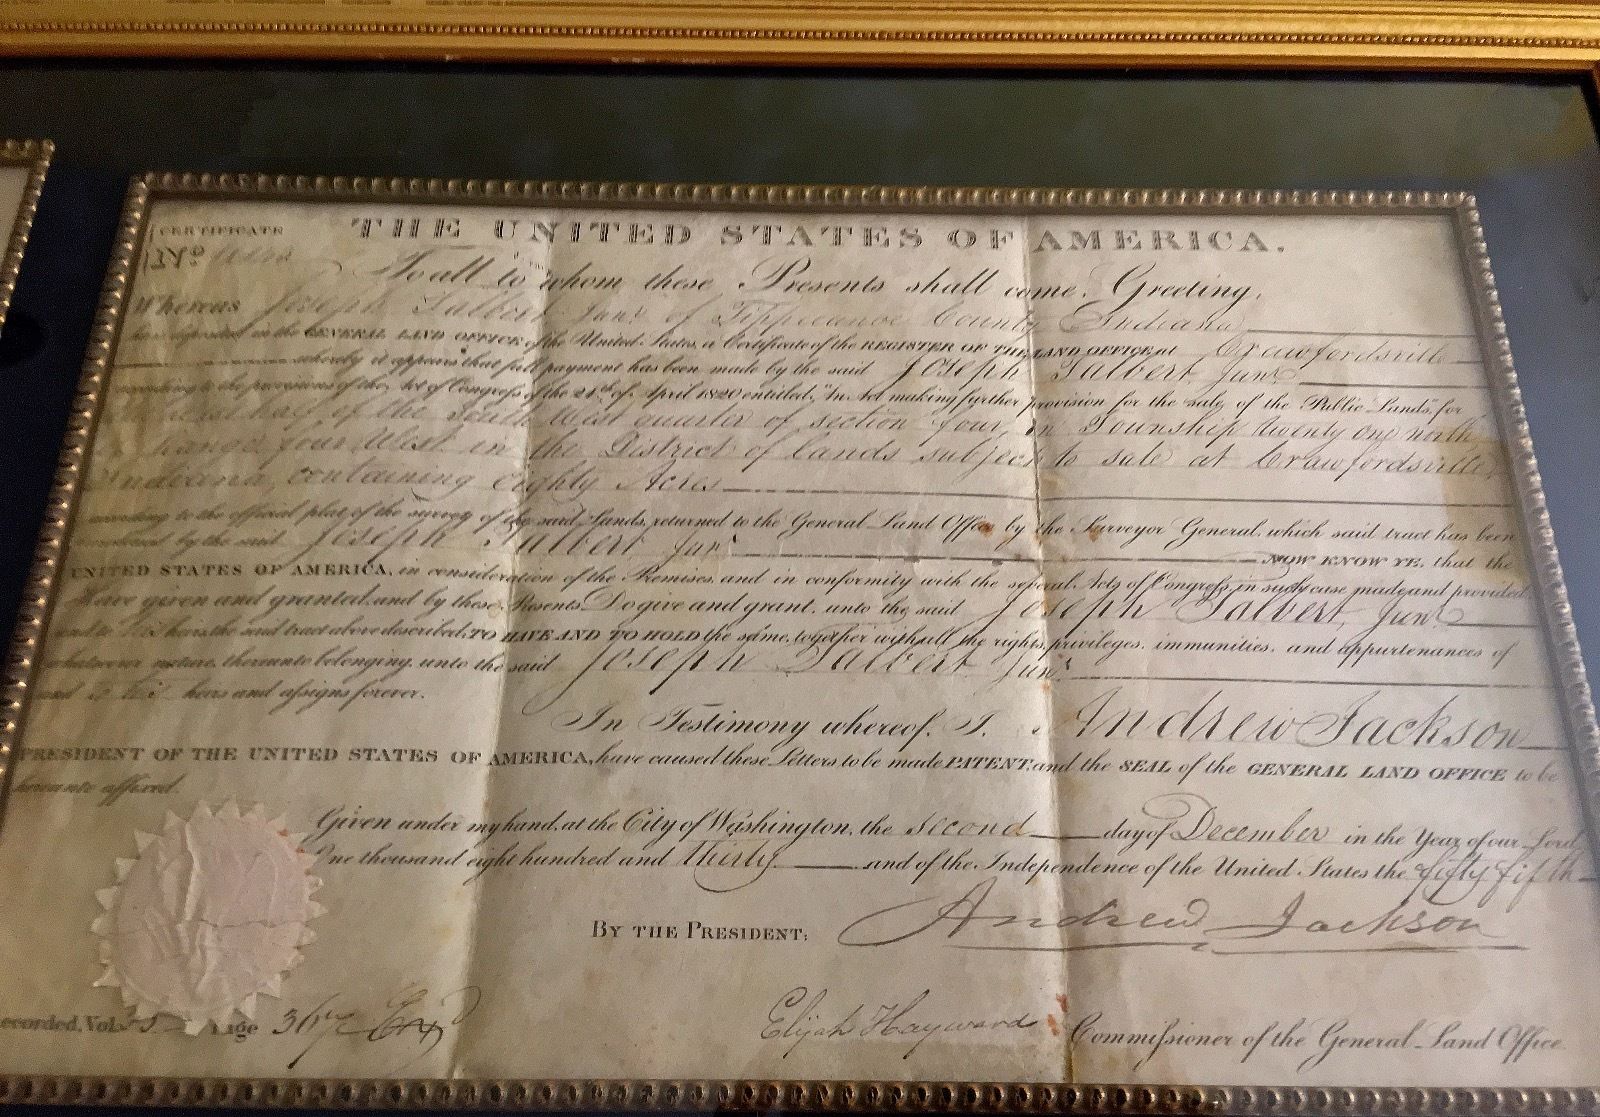 CERTIFICATE
THE UNITED STATES OF AMERICA.
No.
To all to whom these Presents shall come, Greeting,
Whereas Joseph Talbert Junr. of Tippecanoe County Indiana
deposited in the GENERAL LAND OFFICE of the United States, a Certificate of the REGISTER OF THE LAND OFFICE at Crawfordsville
whereby it appears that full payment has been made by the said Joseph Talbert, Junr.
according to the provisions of the Act of Congress of the 24th of April 1820 entitled, "An Act making further provision for the sale of the Public Lands, for
half of the South West quarter of section four, in Township twenty one north
Range four West in the District of lands subject to sale at Crawfordsville,
Indiana, containing eighty Acres
according to the official plat of the survey of the said Lands, returned to the General Land Office by the Surveyor General, which said tract has been
purchased by the said Joseph Talbert Junr. NOW KNOW YE, that the
UNITED STATES OF AMERICA, in consideration of the Premises, and in conformity with the several Acts of Congress, in such case made and provided,
Have given and granted, and by these Presents Do give and grant, unto the said Joseph Talbert, Junr.
and to his heirs, the said tract above described: TO HAVE AND TO HOLD the same, together with all the rights, privileges, immunities, and appurtenances of
whatsoever nature, thereunto belonging, unto the said Joseph Talbert Junr.
and to his heirs and assigns forever.
In Testimony whereof, I, Andrew Jackson
PRESIDENT OF THE UNITED STATES OF AMERICA, have caused these Letters to be made PATENT, and the SEAL of the GENERAL LAND OFFICE to be
hereunto affixed.
Given under my hand, at the City of Washington, the second day of December in the Year of our Lord
One thousand eight hundred and thirty and of the Independence of the United States the fifty fifth
BY THE PRESIDENT: Andrew Jackson
Recorded, Vol. Page 367
Elijah Hayward Commissioner of the General Land Office